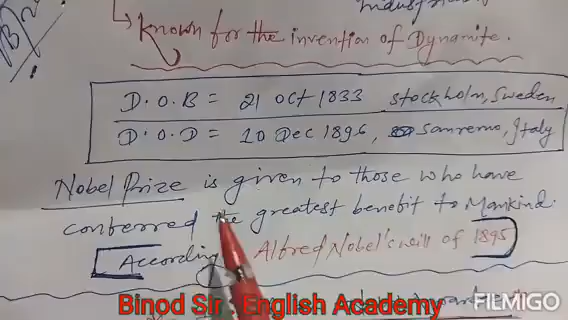 Industrial
↳ Known for the invention of Dynamite.
D.O.B = 21 Oct 1833 Stockholm, Sweden
D.O.D = 10 Dec 1896, Sanremo, Italy
Nobel Prize is given to those who have
conferred the greatest benefit to Mankind.
According Alfred Nobel's will of 1895
Binod Sir English Academy
FILMIGO